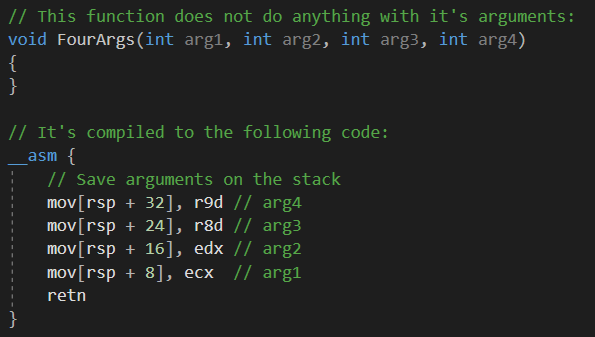 // This function does not do anything with it's arguments:
void FourArgs(int arg1, int arg2, int arg3, int arg4)
{
}
// It's compiled to the following code:
__asm {
// Save arguments on the stack
mov[rsp + 32], r9d // arg4
mov[rsp + 24], r8d // arg3
mov[rsp + 16], edx // arg2
mov[rsp + 8], ecx  // arg1
retn
}